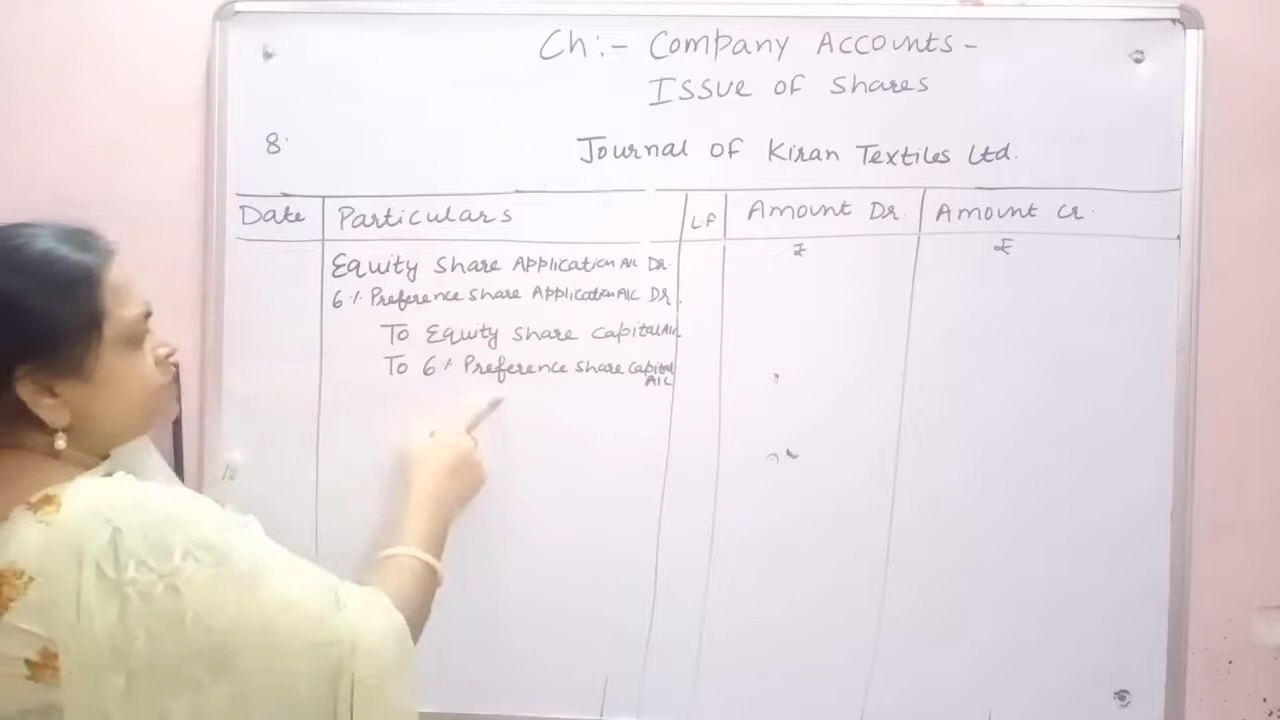 Ch:- Company Accounts-
Issue of Shares
8.
Journal of Kiran Textiles Ltd.
Date Particulars L.F Amount Dr. Amount Cr.
₹ ₹
Equity Share Application A/c Dr.
6% Preference Share Application A/c Dr
To Equity Share Capital A/c
To 6% Preference Share Capital
A/c